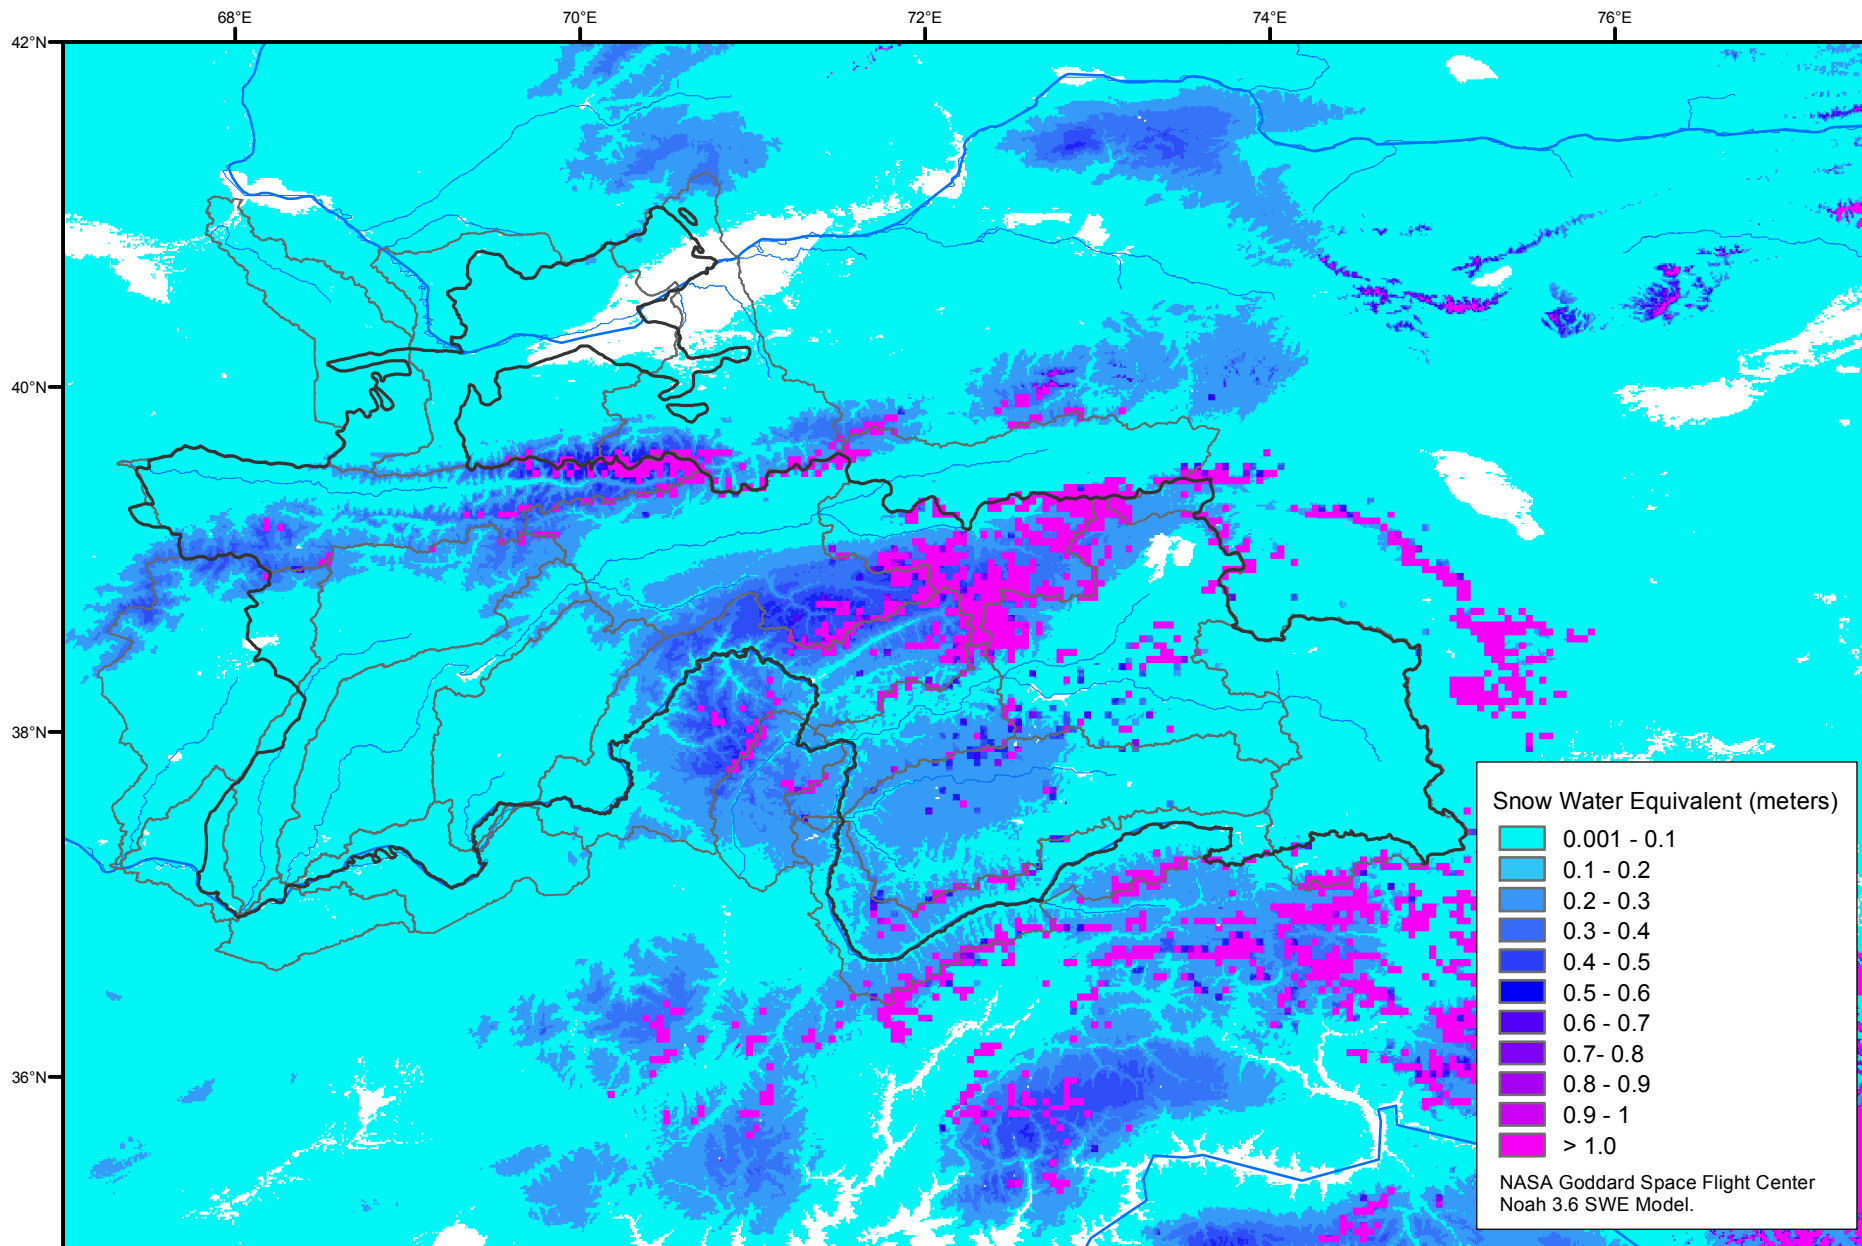 68°E 70°E 72°E 74°E 76°E
42°N
40°N
38°N
36°N
Snow Water Equivalent (meters)
0.001 - 0.1
0.1 - 0.2
0.2 - 0.3
0.3 - 0.4
0.4 - 0.5
0.5 - 0.6
0.6 - 0.7
0.7- 0.8
0.8 - 0.9
0.9 - 1
> 1.0
NASA Goddard Space Flight Center
Noah 3.6 SWE Model.